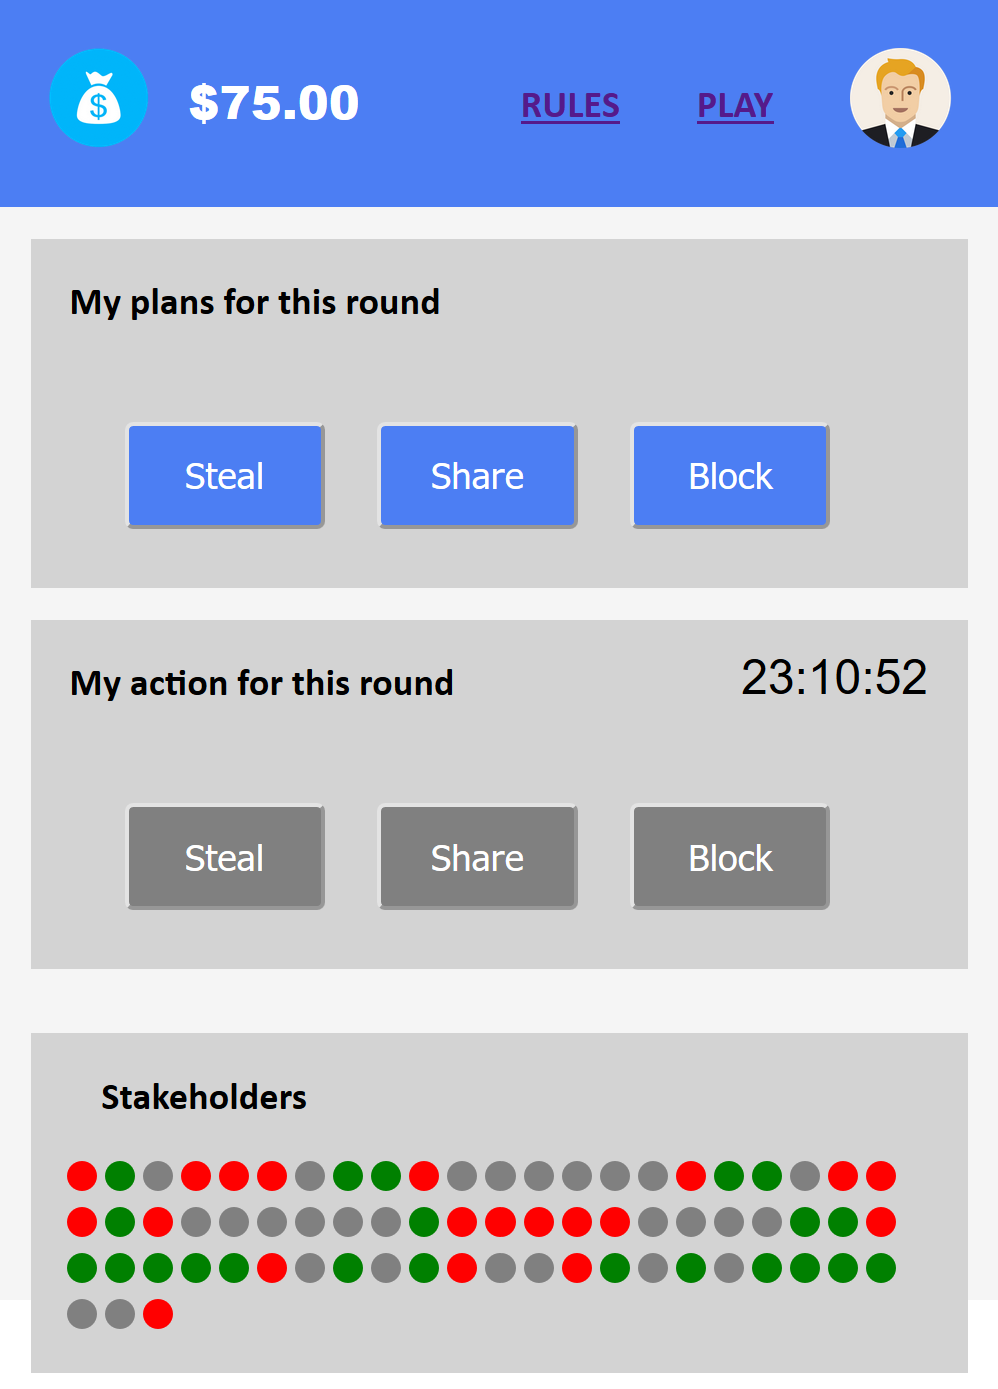 $75.00 RULES PLAY
My plans for this round
Steal Share Block
My action for this round 23:10:52
Steal Share Block
Stakeholders